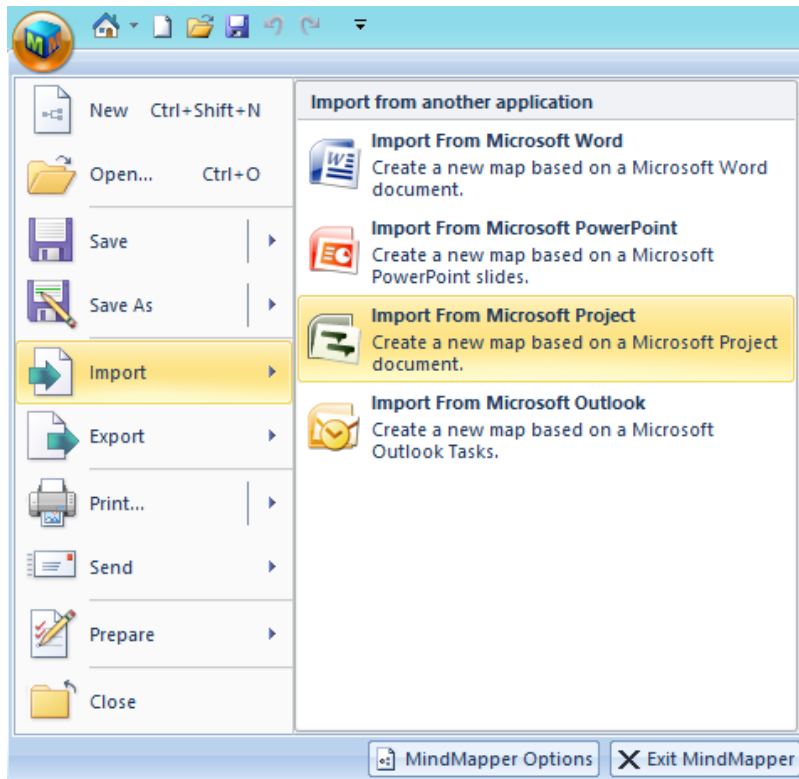 New Ctrl+Shift+N
Open... Ctrl+O
Save
Save As
Import
Export
Print...
Send
Prepare
Close
Import from another application
Import From Microsoft Word
Create a new map based on a Microsoft Word
document.
Import From Microsoft PowerPoint
Create a new map based on a Microsoft
PowerPoint slides.
Import From Microsoft Project
Create a new map based on a Microsoft Project
document.
Import From Microsoft Outlook
Create a new map based on a Microsoft
Outlook Tasks.
MindMapper Options
Exit MindMapper